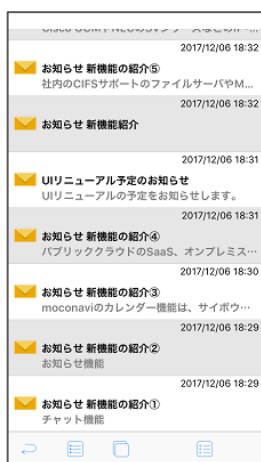 2017/12/06 18:32
お知らせ 新機能の紹介⑤
社内のCIFSサポートのファイルサーバやM...
2017/12/06 18:32
お知らせ 新機能紹介
2017/12/06 18:31
UIリニューアル予定のお知らせ
UIリニューアルの予定をお知らせします。
2017/12/06 18:31
お知らせ 新機能の紹介④
パブリッククラウドのSaaS、オンプレミス…
2017/12/06 18:30
お知らせ 新機能の紹介③
moconaviのカレンダー機能は、サイボウ…
2017/12/06 18:29
お知らせ 新機能の紹介②
お知らせ機能
2017/12/06 18:29
お知らせ 新機能の紹介①
チャット機能